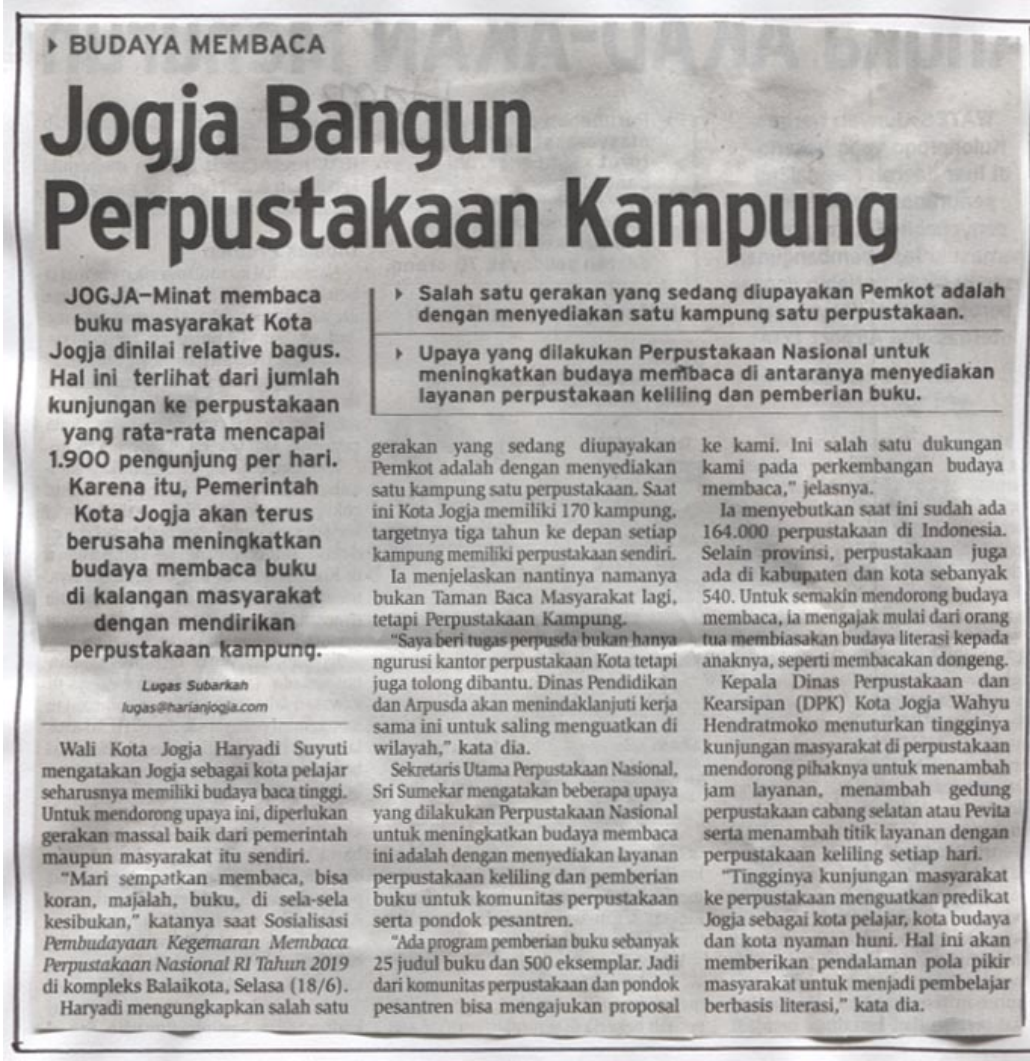 BUDAYA MEMBACA
Jogja Bangun
Perpustakaan Kampung
JOGJA—Minat membaca
buku masyarakat Kota
Jogja dinilai relative bagus.
Hal ini terlihat dari jumlah
kunjungan ke perpustakaan
yang rata-rata mencapai
1.900 pengunjung per hari.
Karena itu, Pemerintah
Kota Jogja akan terus
berusaha meningkatkan
budaya membaca buku
di kalangan masyarakat
dengan mendirikan
perpustakaan kampung.
Lugas Subarkah
lugas@harianjogja.com
Salah satu gerakan yang sedang diupayakan Pemkot adalah
dengan menyediakan satu kampung satu perpustakaan.
Upaya yang dilakukan Perpustakaan Nasional untuk
meningkatkan budaya membaca di antaranya menyediakan
layanan perpustakaan keliling dan pemberian buku.
Wali Kota Jogja Haryadi Suyuti
mengatakan Jogja sebagai kota pelajar
seharusnya memiliki budaya baca tinggi.
Untuk mendorong upaya ini, diperlukan
gerakan massal baik dari pemerintah
maupun masyarakat itu sendiri.
"Mari sempatkan membaca, bisa
koran, majalah, buku, di sela-sela
kesibukan," katanya saat Sosialisasi
Pembudayaan Kegemaran Membaca
Perpustakaan Nasional RI Tahun 2019
di kompleks Balaikota, Selasa (18/6).
Haryadi mengungkapkan salah satu
gerakan yang sedang diupayakan
Pemkot adalah dengan menyediakan
satu kampung satu perpustakaan. Saat
ini Kota Jogja memiliki 170 kampung,
targetnya tiga tahun ke depan setiap
kampung memiliki perpustakaan sendiri.
Ia menjelaskan nantinya namanya
bukan Taman Baca Masyarakat lagi,
tetapi Perpustakaan Kampung.
"Saya beri tugas perpusda bukan hanya
ngurusi kantor perpustakaan Kota tetapi
juga tolong dibantu. Dinas Pendidikan
dan Arpusda akan menindaklanjuti kerja
sama ini untuk saling menguatkan di
wilayah," kata dia.
Sekretaris Utama Perpustakaan Nasional,
Sri Sumekar mengatakan beberapa upaya
yang dilakukan Perpustakaan Nasional
untuk meningkatkan budaya membaca
ini adalah dengan menyediakan layanan
perpustakaan keliling dan pemberian
buku untuk komunitas perpustakaan
serta pondok pesantren.
"Ada program pemberian buku sebanyak
25 judul buku dan 500 eksemplar. Jadi
dari komunitas perpustakaan dan pondok
pesantren bisa mengajukan proposal
ke kami. Ini salah satu dukungan
kami pada perkembangan budaya
membaca," jelasnya.
Ia menyebutkan saat ini sudah ada
164.000 perpustakaan di Indonesia.
Selain provinsi, perpustakaan juga
ada di kabupaten dan kota sebanyak
540. Untuk semakin mendorong budaya
membaca, ia mengajak mulai dari orang
tua membiasakan budaya literasi kepada
anaknya, seperti membacakan dongeng.
Kepala Dinas Perpustakaan dan
Kearsipan (DPK) Kota Jogja Wahyu
Hendratmoko menuturkan tingginya
kunjungan masyarakat di perpustakaan
mendorong pihaknya untuk menambah
jam layanan, menambah gedung
perpustakaan cabang selatan atau Pevita
serta menambah titik layanan dengan
perpustakaan keliling setiap hari.
"Tingginya kunjungan masyarakat
ke perpustakaan menguatkan predikat
Jogja sebagai kota pelajar, kota budaya
dan kota nyaman huni. Hal ini akan
memberikan pendalaman pola pikir
masyarakat untuk menjadi pembelajar
berbasis literasi," kata dia.